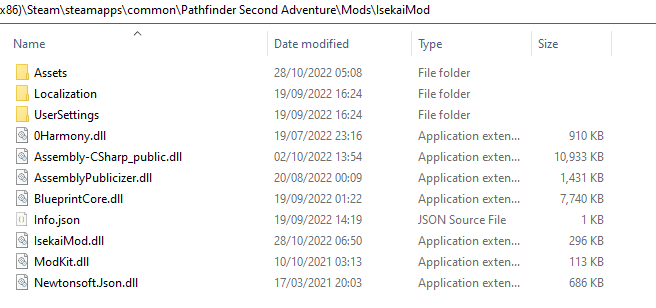 x86)\Steam\steamapps\common\Pathfinder Second Adventure\Mods\IsekaiMod
Name Date modified Type Size
Assets 28/10/2022 05:08 File folder
Localization 19/09/2022 16:24 File folder
UserSettings 19/09/2022 16:24 File folder
0Harmony.dll 19/07/2022 23:16 Application exten... 910 KB
Assembly-CSharp_public.dll 02/10/2022 13:54 Application exten... 10,933 KB
AssemblyPublicizer.dll 20/08/2022 00:09 Application exten... 1,431 KB
BlueprintCore.dll 19/09/2022 01:22 Application exten... 7,740 KB
Info.json 19/09/2022 14:19 JSON Source File 1 KB
IsekaiMod.dll 28/10/2022 06:50 Application exten... 296 KB
ModKit.dll 10/10/2021 03:13 Application exten... 113 KB
Newtonsoft.Json.dll 17/03/2021 20:03 Application exten... 686 KB